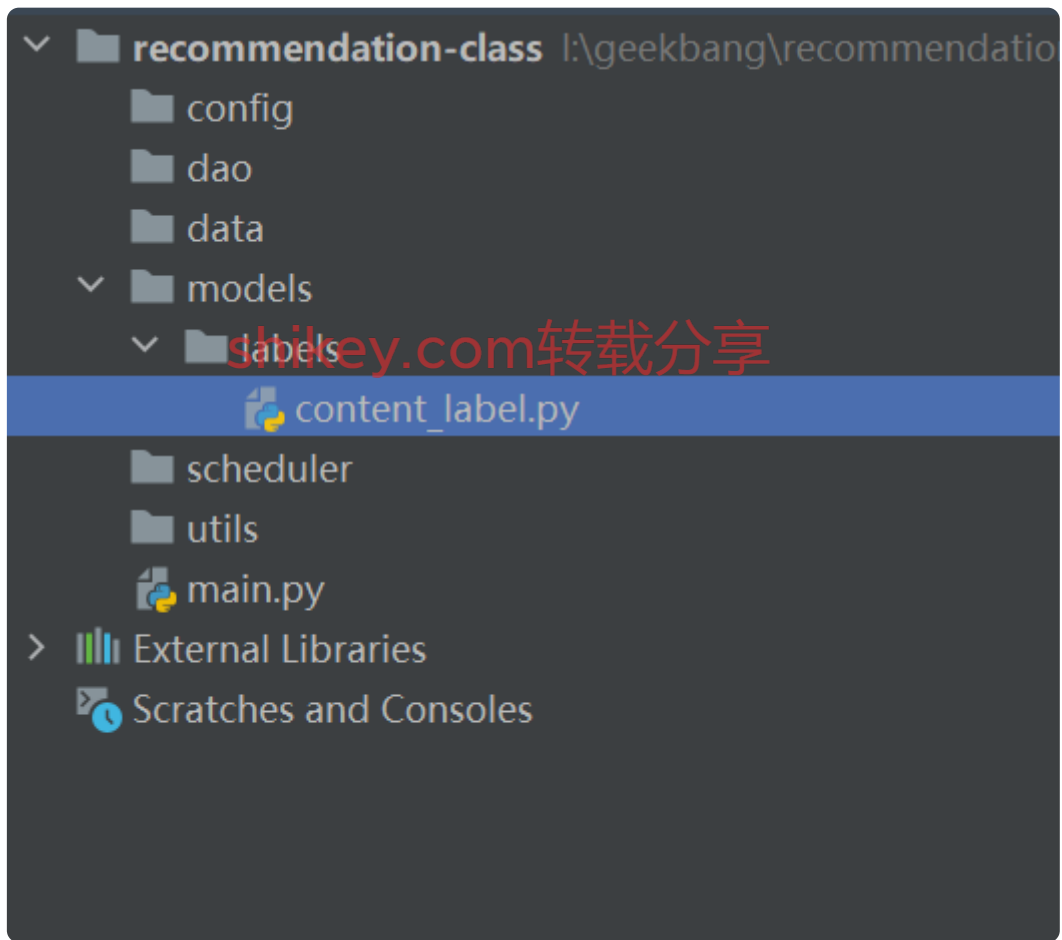 recommendation-class I:\geekbang\recommendatio
config
dao
data
models
labels
shikey.com转载分享
content_label.py
scheduler
utils
main.py
External Libraries
Scratches and Consoles